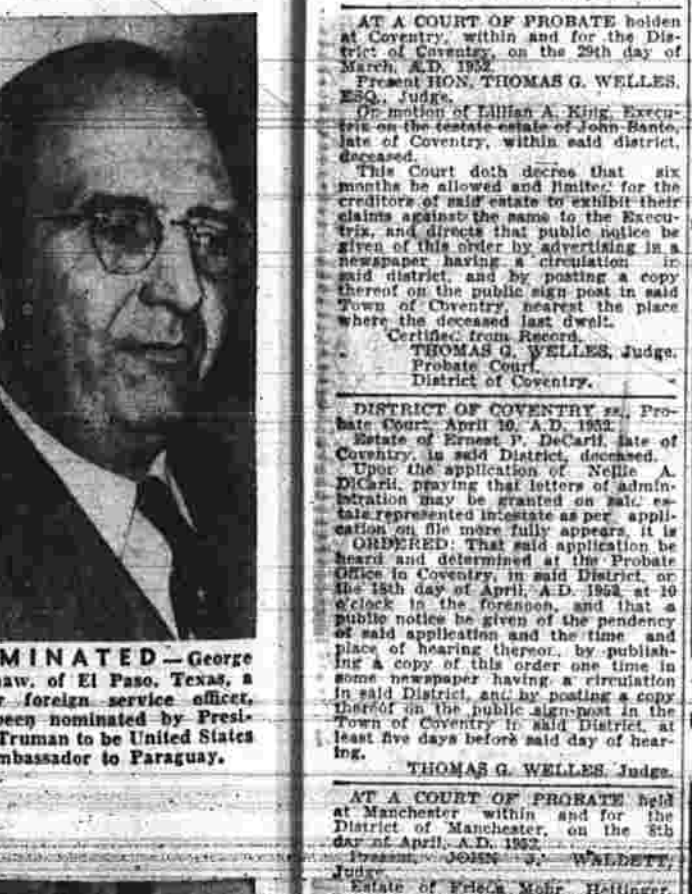 MINATED—George
aw, of El Paso, Texas, a
r foreign service officer,
been nominated by Presi-
Truman to be United States
mbassador to Paraguay.
AT A COURT OF PROBATE holden
at Coventry, within and for the Dis-
trict of Coventry, on the 29th day of
March, A.D. 1952.
Present HON. THOMAS G. WELLES,
ESQ., Judge.
On motion of Lillian A. King, Execu-
trix on the testate estate of John Banto,
late of Coventry, within said district,
deceased.
This Court doth decree that six
months be allowed and limited for the
creditors of said estate to exhibit their
claims against the same to the Execu-
trix, and directs that public notice be
given of this order by advertising in a
newspaper having a circulation in
said district, and by posting a copy
thereof on the public sign post in said
Town of Coventry, nearest the place
where the deceased last dwelt.
Certified from Record.
THOMAS G. WELLES, Judge.
Probate Court,
District of Coventry.
DISTRICT OF COVENTRY ss., Pro-
bate Court, April 10, A.D. 1952.
Estate of Ernest P. DeCarli, late of
Coventry, in said District, deceased.
Upon the application of Nellie A.
DiCarli, praying that letters of admin-
istration may be granted on said es-
tate represented intestate as per appli-
cation on file more fully appears, it is
ORDERED: That said application be
heard and determined at the Probate
Office in Coventry, in said District, on
the 18th day of April, A.D. 1952, at 10
o'clock in the forenoon, and that a
public notice be given of the pendency
of said application and the time and
place of hearing thereon, by publish-
ing a copy of this order one time in
some newspaper having a circulation
in said District, and by posting a copy
thereof on the public sign-post in the
Town of Coventry in said District, at
least five days before said day of hear-
ing.
THOMAS G. WELLES, Judge.
AT A COURT OF PROBATE held
at Manchester within and for the
District of Manchester, on the 8th
day of April, A.D. 1952.
Present, JOHN J. WALLETT,
Judge.
Estate of Frieda Mohr Hettinger,